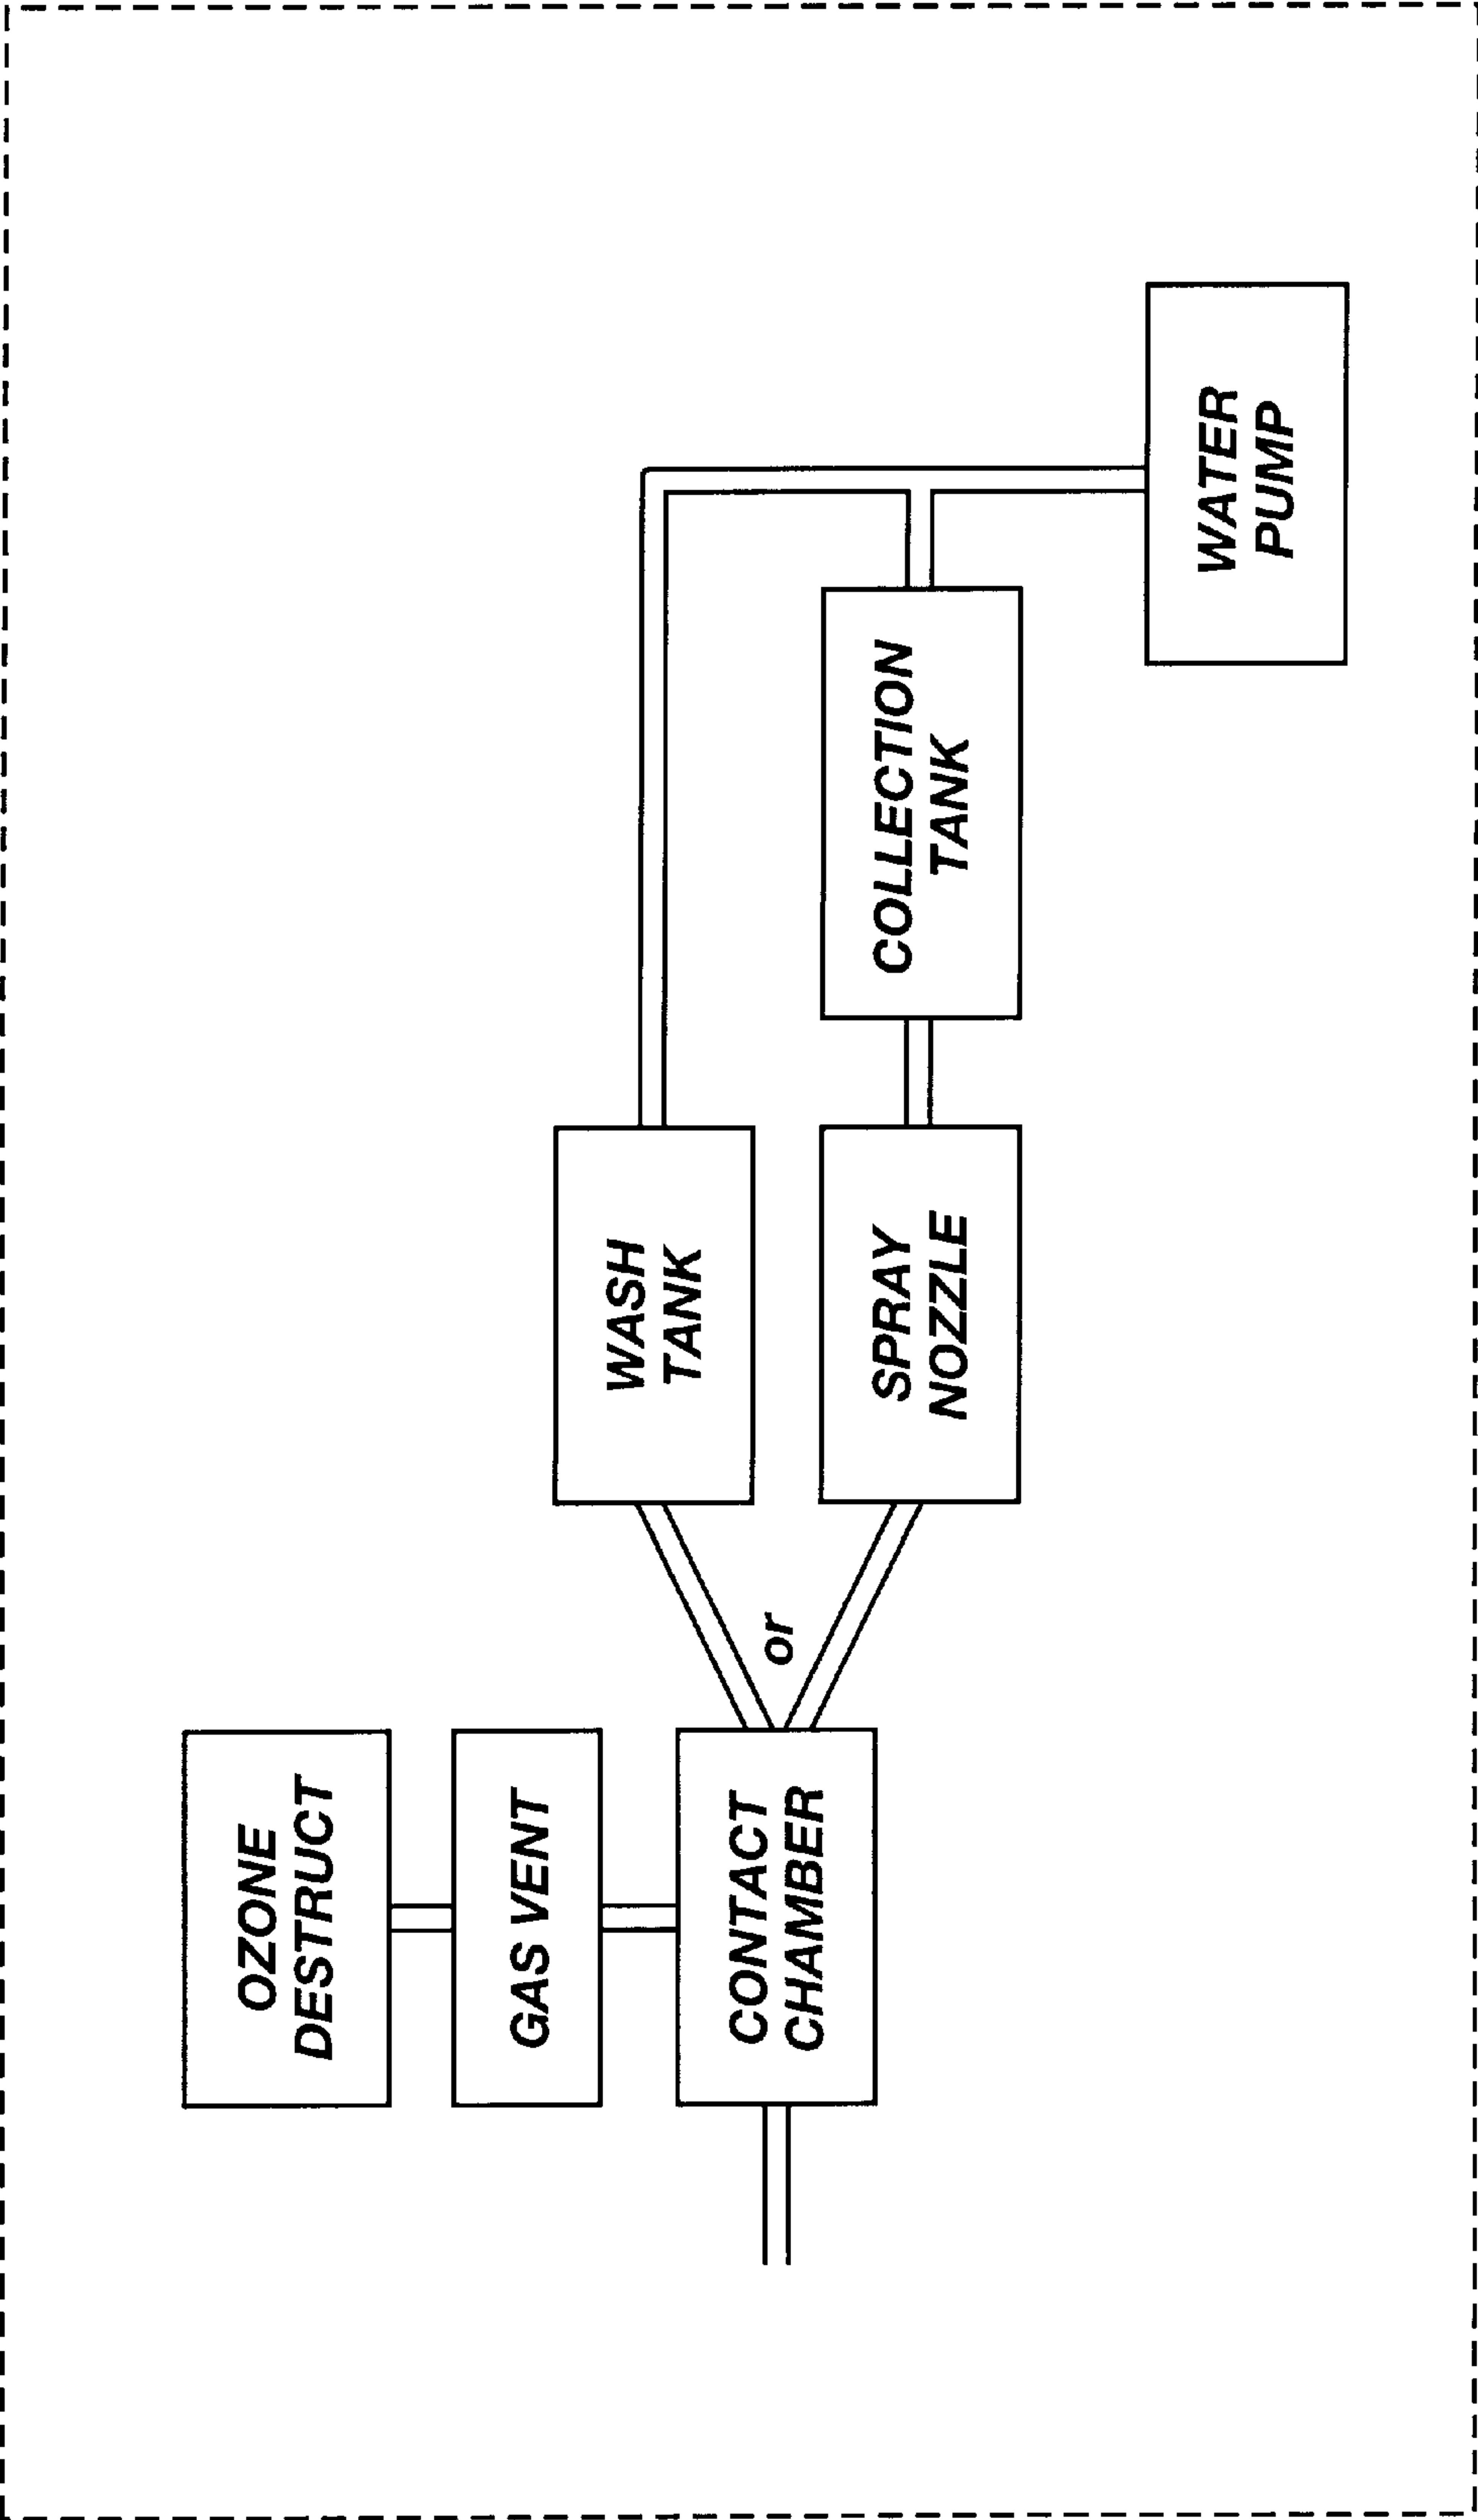 OZONE
DESTRUCT
GAS VENT
CONTACT
CHAMBER
or
WASH
TANK
SPRAY
NOZZLE
COLLECTION
TANK
WATER
PUMP